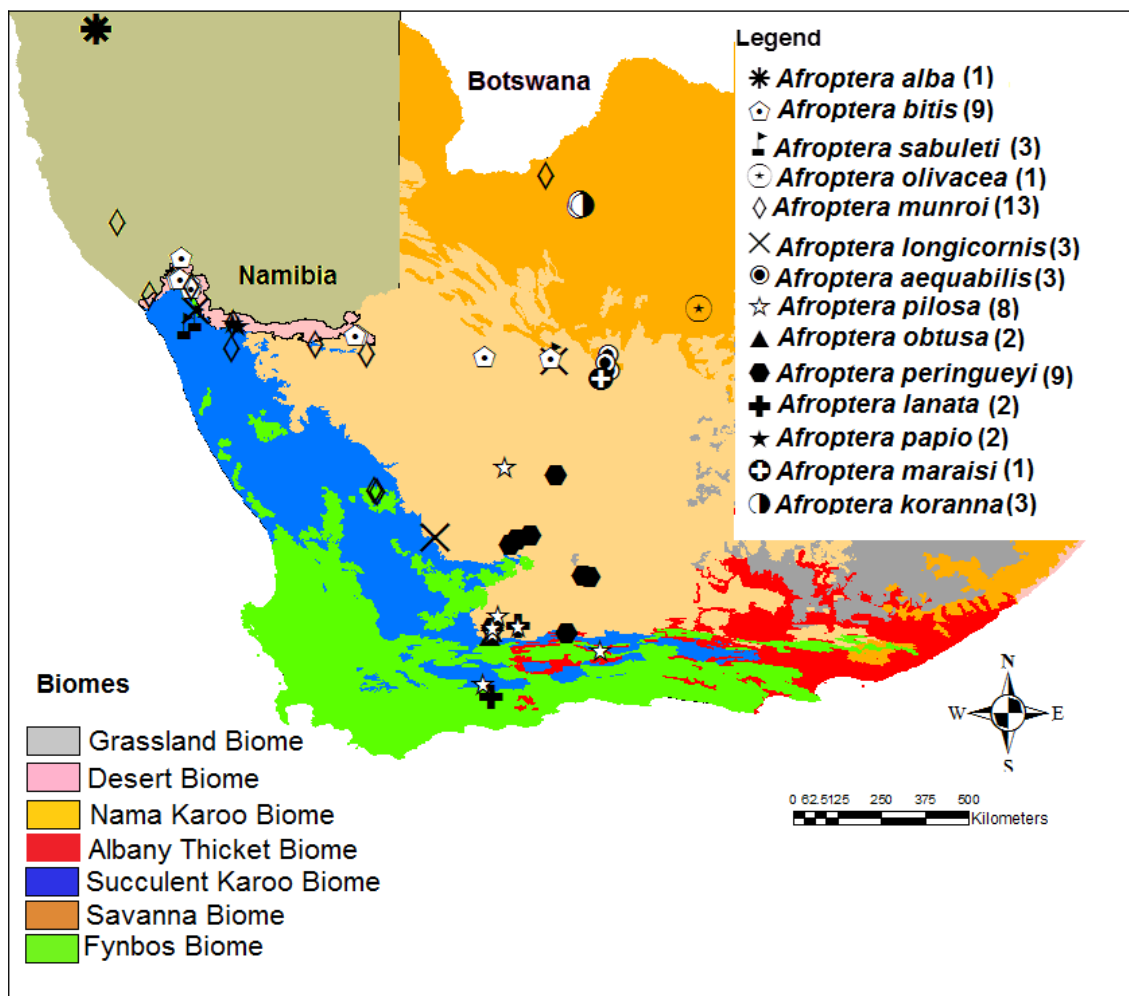 Legend
Botswana
Afroptera alba (1)
Afroptera bitis (9)
Afroptera sabuleti (3)
Afroptera olivacea (1)
Afroptera munroi (13)
Afroptera longicornis (3)
Afroptera aequabilis (3)
Afroptera pilosa (8)
Afroptera obtusa (2)
Afroptera peringueyi (9)
Afroptera lanata (2)
Afroptera papio (2)
Afroptera maraisi (1)
Afroptera koranna (3)
Namibia
Biomes
Grassland Biome
Desert Biome
Nama Karoo Biome
Albany Thicket Biome
Succulent Karoo Biome
Savanna Biome
Fynbos Biome
N
W E
S
0 62.5125 250 375 500
Kilometers